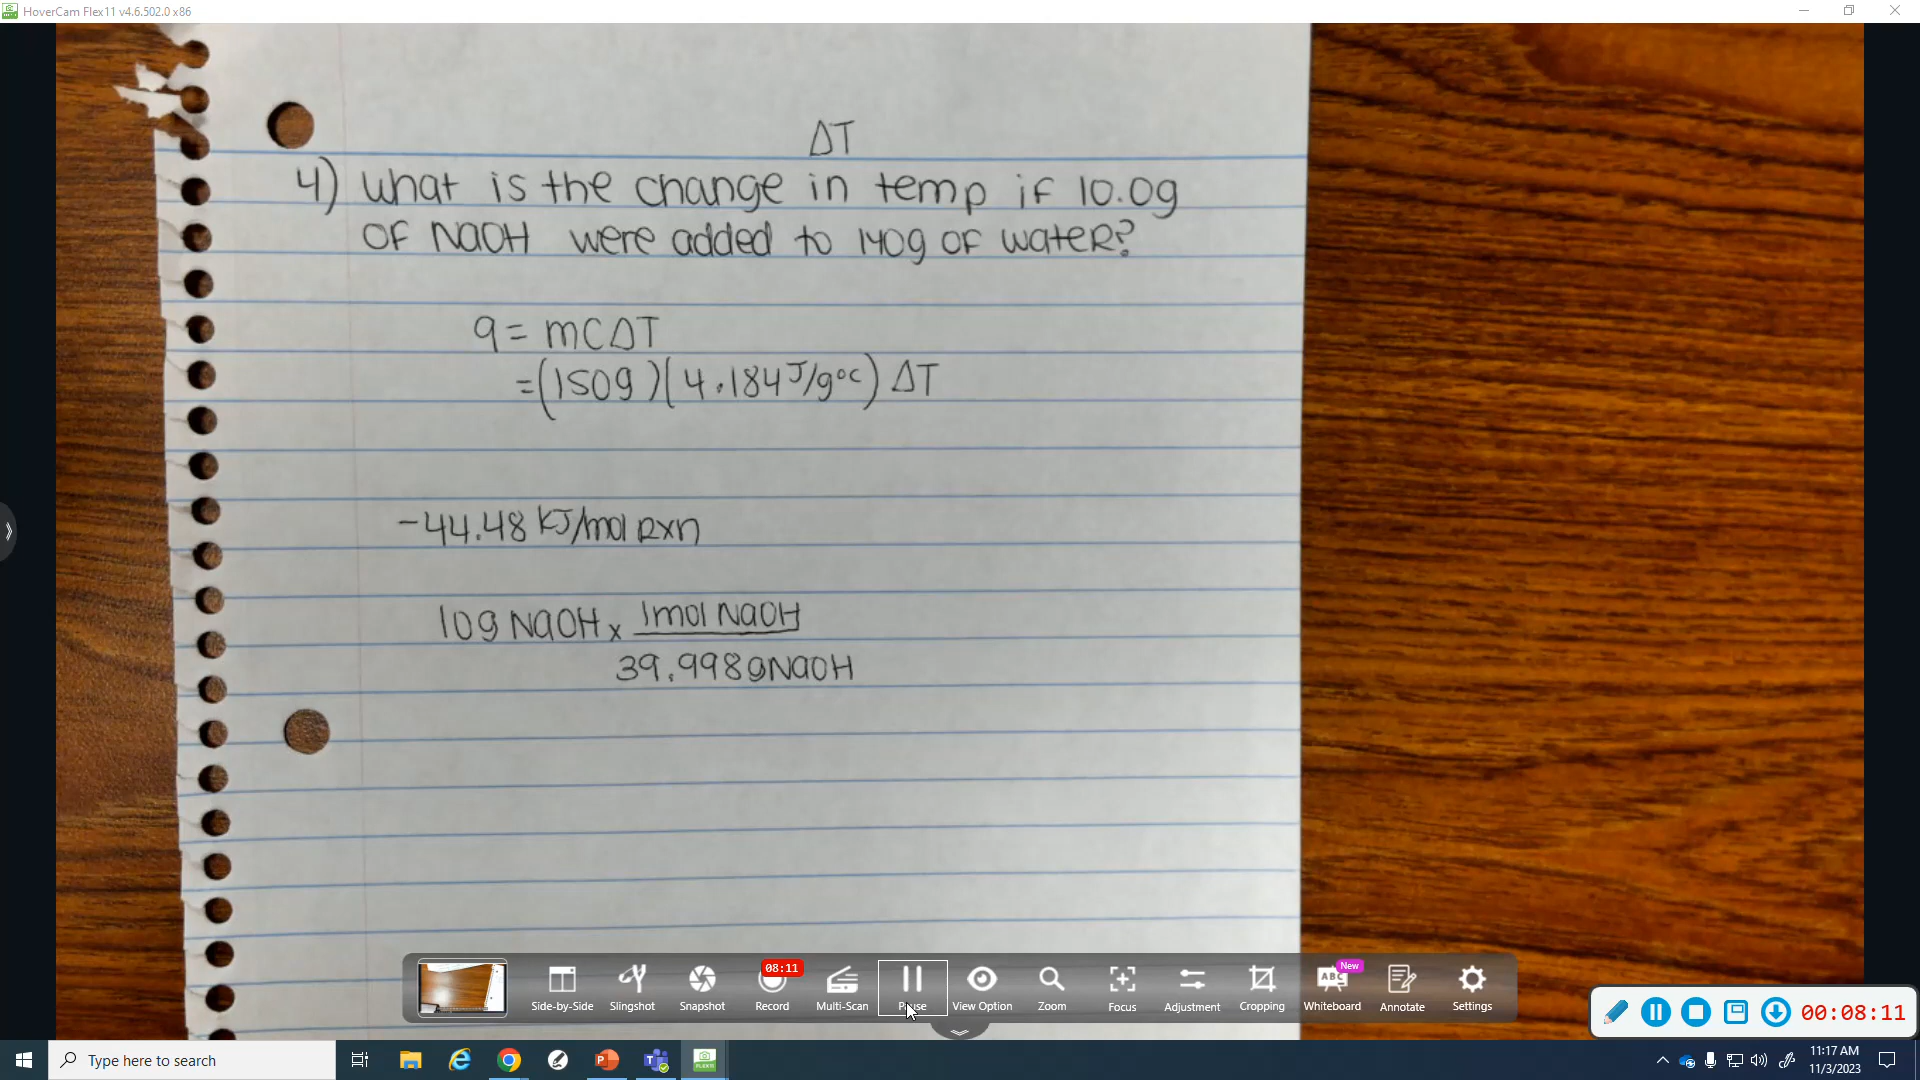 HoverCam Flex11 v4.6.502.0 x86
ΔT
4) what is the change in temp if 10.0g
of NaOH were added to 140g of water?
q = mCΔT
=(150g)(4.184 J/g°C) ΔT
-44.48 KJ/mol rxn
10g NaOH x 1mol NaOH
39.998g NaOH
08:11
New
ABC
Side-by-Side Slingshot Snapshot Record Multi-Scan Pause View Option Zoom Focus Adjustment Cropping Whiteboard Annotate Settings
00:08:11
Type here to search
11:17 AM
11/3/2023